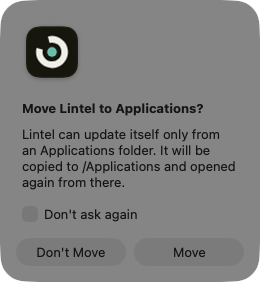 Move Lintel to Applications?
Lintel can update itself only from
an Applications folder. It will be
copied to /Applications and opened
again from there.
Don't ask again
Don't Move
Move